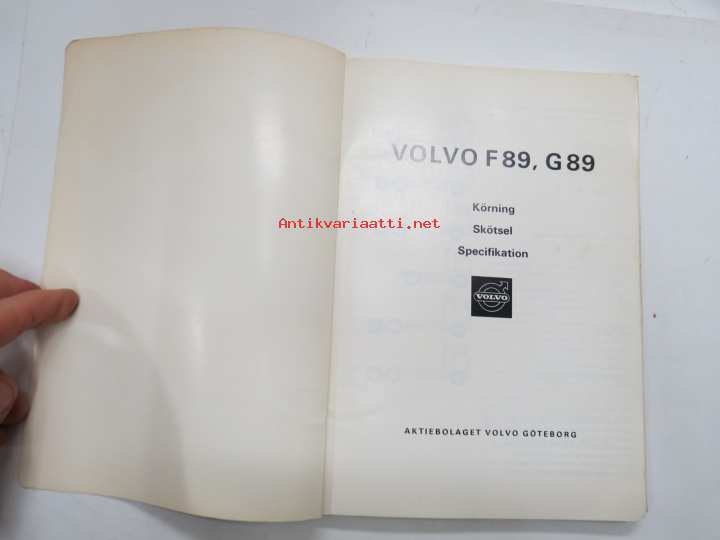 VOLVO F89, G89
Körning
Antikvariaatti.net
Skötsel
Specifikation
VOLVO
AKTIEBOLAGET VOLVO GÖTEBORG